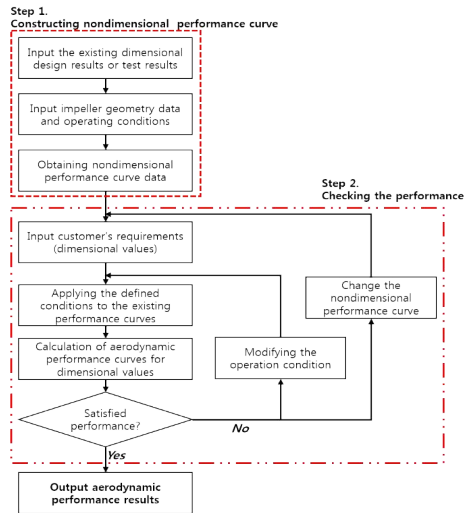 Step 1.
Constructing nondimensional performance curve
Input the existing dimensional
design results or test results
Input impeller geometry data
and operating conditions
Obtaining nondimensional
performance curve data
Step 2.
Checking the performance
Input customer's requirements
(dimensional values)
Applying the defined
conditions to the existing
performance curves
Change the
nondimensional
performance curve
Calculation of aerodynamic
performance curves for
dimensional values
Modifying the
operation condition
Satisfied
performance?
No
Yes
Output aerodynamic
performance results